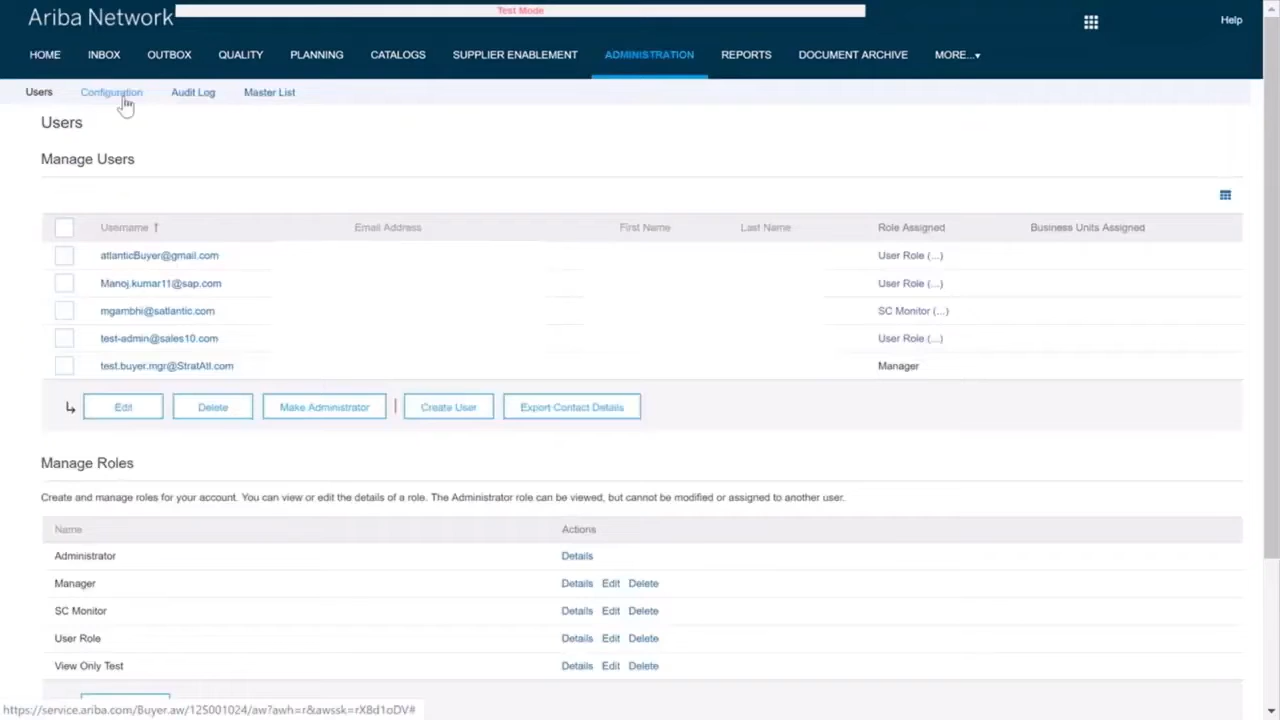 Ariba Network
Test Mode
Help
HOME INBOX OUTBOX QUALITY PLANNING CATALOGS SUPPLIER ENABLEMENT ADMINISTRATION REPORTS DOCUMENT ARCHIVE MORE...
Users Configuration Audit Log Master List
Users
Manage Users
Username ↑ Email Address First Name Last Name Role Assigned Business Units Assigned
atlanticBuyer@gmail.com User Role (...)
Manoj.kumar11@sap.com User Role (...)
mgambhi@satlantic.com SC Monitor (...)
test-admin@sales10.com User Role (...)
test.buyer.mgr@StratAtl.com Manager
Edit Delete Make Administrator | Create User Export Contact Details
Manage Roles
Create and manage roles for your account. You can view or edit the details of a role. The Administrator role can be viewed, but cannot be modified or assigned to another user.
Name Actions
Administrator Details
Manager Details Edit Delete
SC Monitor Details Edit Delete
User Role Details Edit Delete
View Only Test Details Edit Delete
https://service.ariba.com/Buyer.aw/125001024/aw?awh=r&awssk=rXBd1oDV#